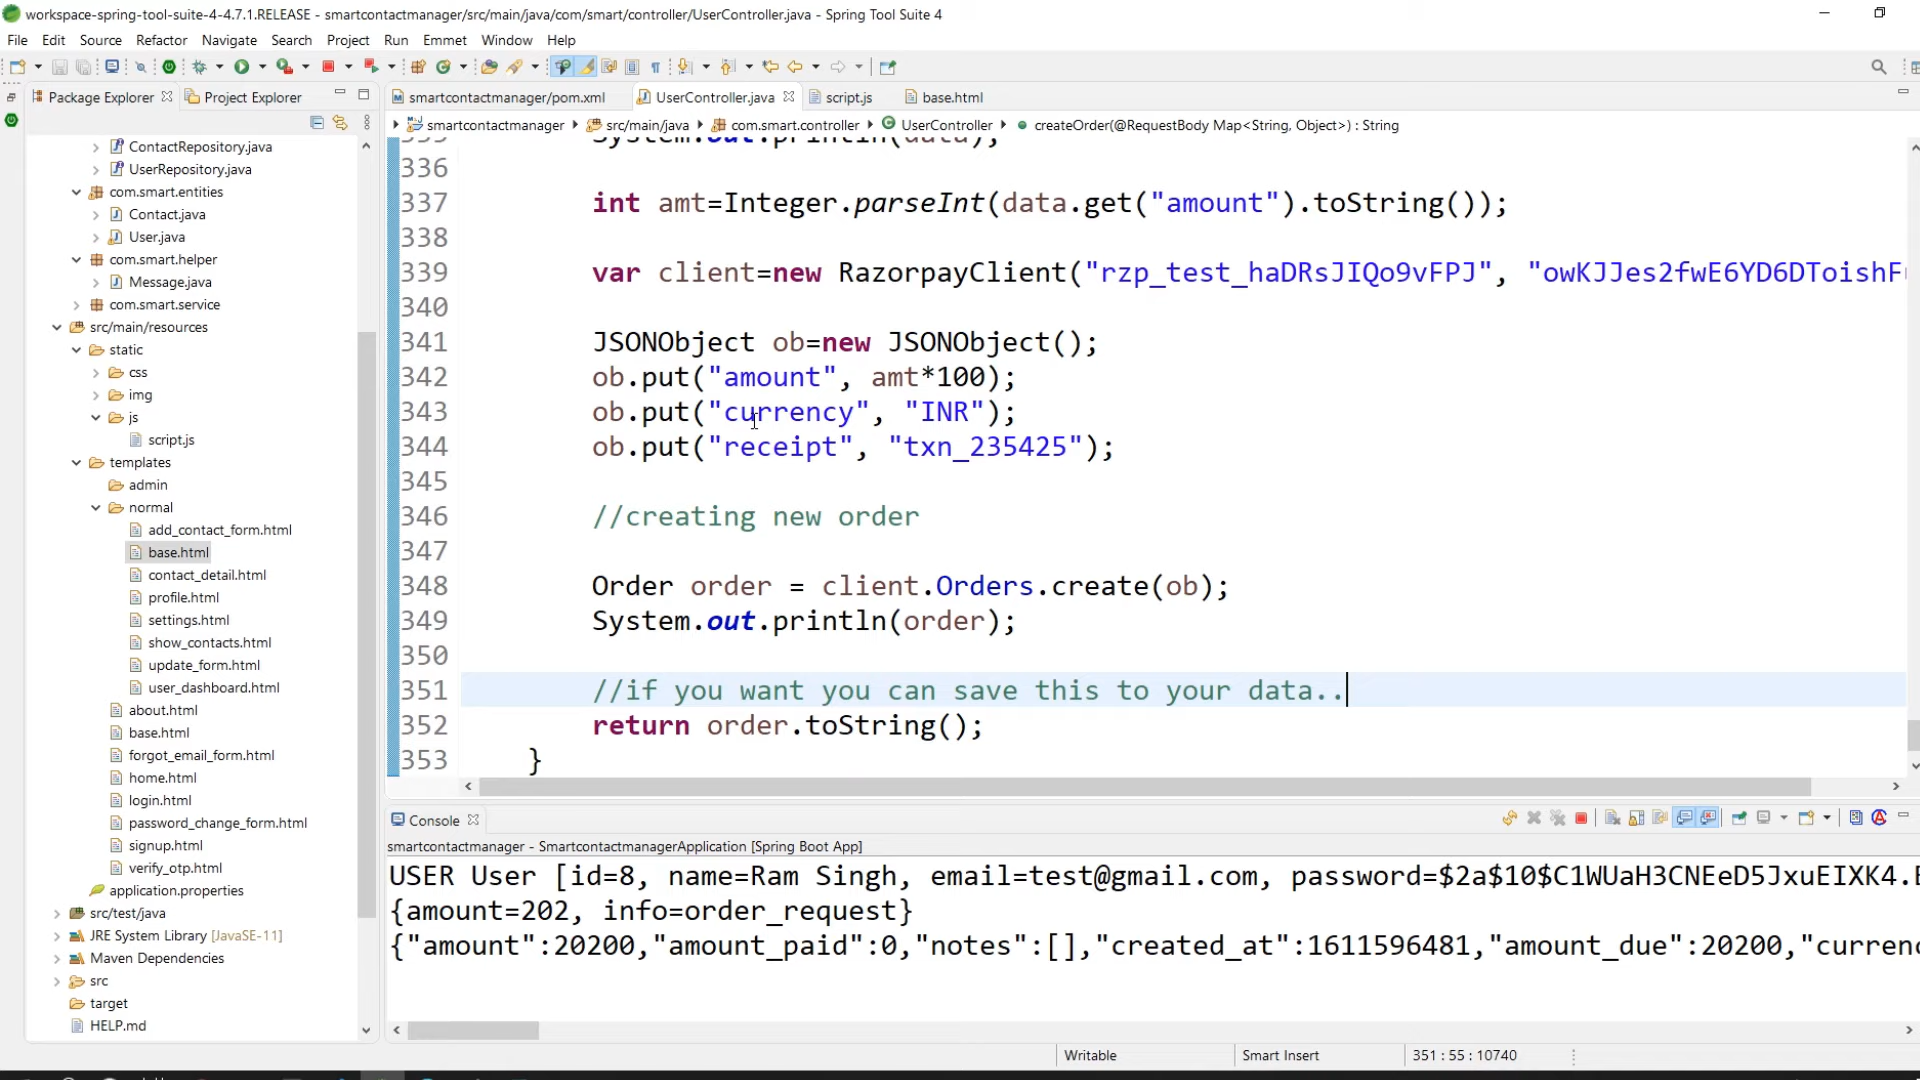 workspace-spring-tool-suite-4-4.7.1.RELEASE - smartcontactmanager/src/main/java/com/smart/controller/UserController.java - Spring Tool Suite 4
File Edit Source Refactor Navigate Search Project Run Emmet Window Help
Package Explorer Project Explorer
smartcontactmanager/pom.xml UserController.java script.js base.html
smartcontactmanager src/main/java com.smart.controller UserController createOrder(@RequestBody Map<String, Object>) : String
ContactRepository.java
UserRepository.java
com.smart.entities
Contact.java
User.java
com.smart.helper
Message.java
com.smart.service
src/main/resources
static
css
img
js
script.js
templates
admin
normal
add_contact_form.html
base.html
contact_detail.html
profile.html
settings.html
show_contacts.html
update_form.html
user_dashboard.html
about.html
base.html
forgot_email_form.html
home.html
login.html
password_change_form.html
signup.html
verify_otp.html
application.properties
src/test/java
JRE System Library [JavaSE-11]
Maven Dependencies
src
target
HELP.md
335 System.out.println(data);
336
337 int amt=Integer.parseInt(data.get("amount").toString());
338
339 var client=new RazorpayClient("rzp_test_haDRsJIQo9vFPJ", "owKJJes2fwE6YD6DToishF
340
341 JSONObject ob=new JSONObject();
342 ob.put("amount", amt*100);
343 ob.put("currency", "INR");
344 ob.put("receipt", "txn_235425");
345
346 //creating new order
347
348 Order order = client.Orders.create(ob);
349 System.out.println(order);
350
351 //if you want you can save this to your data..
352 return order.toString();
353 }
Console
smartcontactmanager - SmartcontactmanagerApplication [Spring Boot App]
USER User [id=8, name=Ram Singh, email=test@gmail.com, password=$2a$10$C1WUaH3CNEeD5JxuEIXK4.E
{amount=202, info=order_request}
{"amount":20200,"amount_paid":0,"notes":[],"created_at":1611596481,"amount_due":20200,"currenc
Writable Smart Insert 351 : 55 : 10740